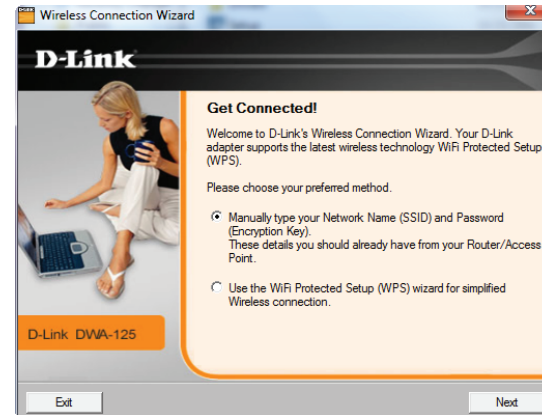 Wireless Connection Wizard
D-Link
Get Connected!
Welcome to D-Link's Wireless Connection Wizard. Your D-Link
adapter supports the latest wireless technology WiFi Protected Setup
(WPS).
Please choose your preferred method.
Manually type your Network Name (SSID) and Password
(Encryption Key).
These details you should already have from your Router/Access
Point.
Use the WiFi Protected Setup (WPS) wizard for simplified
Wireless connection.
D-Link DWA-125
Exit
Next